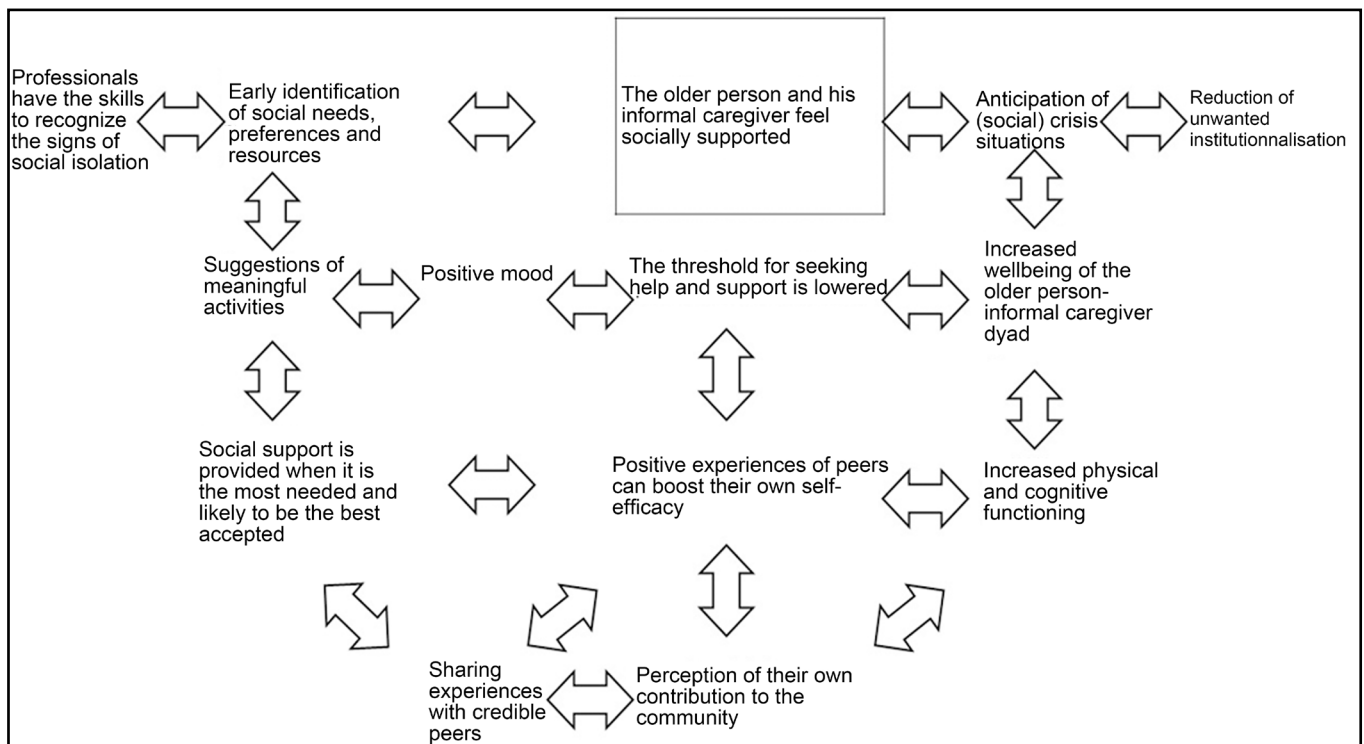 Professionals
have the skills
to recognize
the signs of
social isolation
Early identification
of social needs,
preferences and
resources
The older person and his
informal caregiver feel
socially supported
Anticipation of
(social) crisis
situations
Reduction of
unwanted
institutionnalisation
Suggestions of
meaningful
activities
Positive mood
The threshold for seeking
help and support is lowered
Increased
wellbeing of the
older person-
informal caregiver
dyad
Social support is
provided when it is
the most needed and
likely to be the best
accepted
Positive experiences of peers
can boost their own self-
efficacy
Increased physical
and cognitive
functioning
Sharing
experiences
with credible
peers
Perception of their own
contribution to the
community